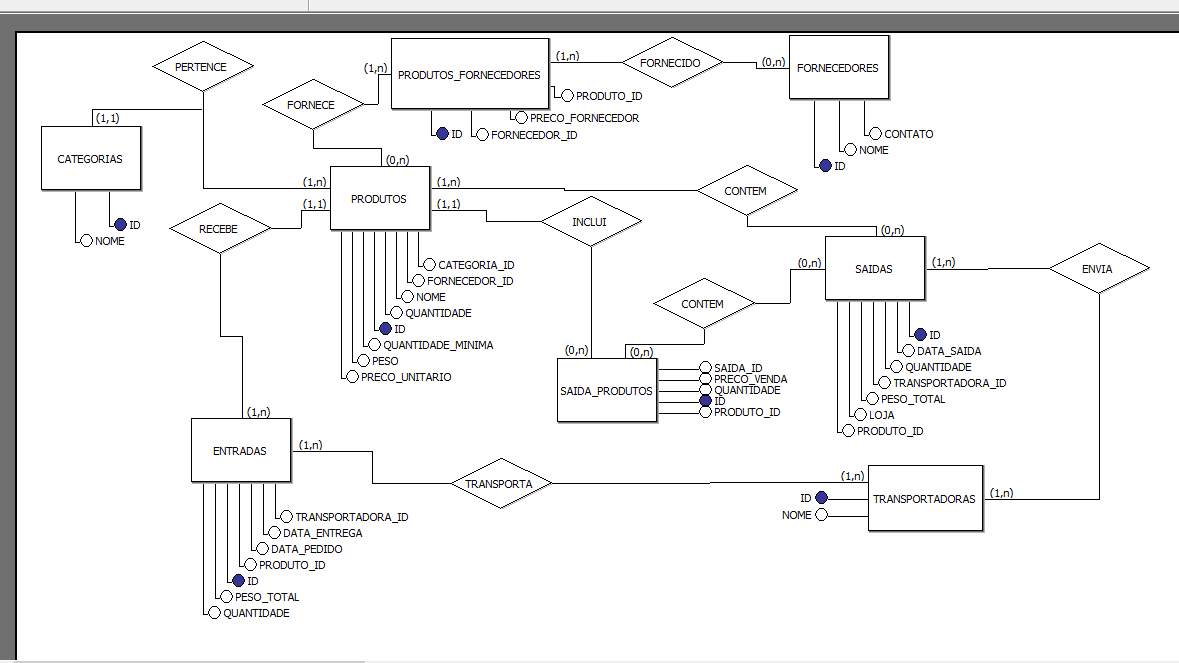 PERTENCE
(1,1)
CATEGORIAS
ID
NOME
FORNECE
(1,n)
(0,n)
PRODUTOS_FORNECEDORES
(1,n)
PRODUTO_ID
PRECO_FORNECEDOR
ID
FORNECEDOR_ID
FORNECIDO
(0,n)
FORNECEDORES
CONTATO
NOME
ID
(1,n)
(1,1)
PRODUTOS
(1,n)
(1,1)
CATEGORIA_ID
FORNECEDOR_ID
NOME
QUANTIDADE
ID
QUANTIDADE_MINIMA
PESO
PRECO_UNITARIO
RECEBE
INCLUI
CONTEM
(0,n)
(0,n)
SAIDAS
(1,n)
ENVIA
ID
DATA_SAIDA
QUANTIDADE
TRANSPORTADORA_ID
PESO_TOTAL
LOJA
PRODUTO_ID
CONTEM
(0,n)
(0,n)
SAIDA_PRODUTOS
SAIDA_ID
PRECO_VENDA
QUANTIDADE
ID
PRODUTO_ID
(1,n)
ENTRADAS
(1,n)
TRANSPORTADORA_ID
DATA_ENTREGA
DATA_PEDIDO
PRODUTO_ID
ID
PESO_TOTAL
QUANTIDADE
TRANSPORTA
(1,n)
TRANSPORTADORAS
(1,n)
ID
NOME